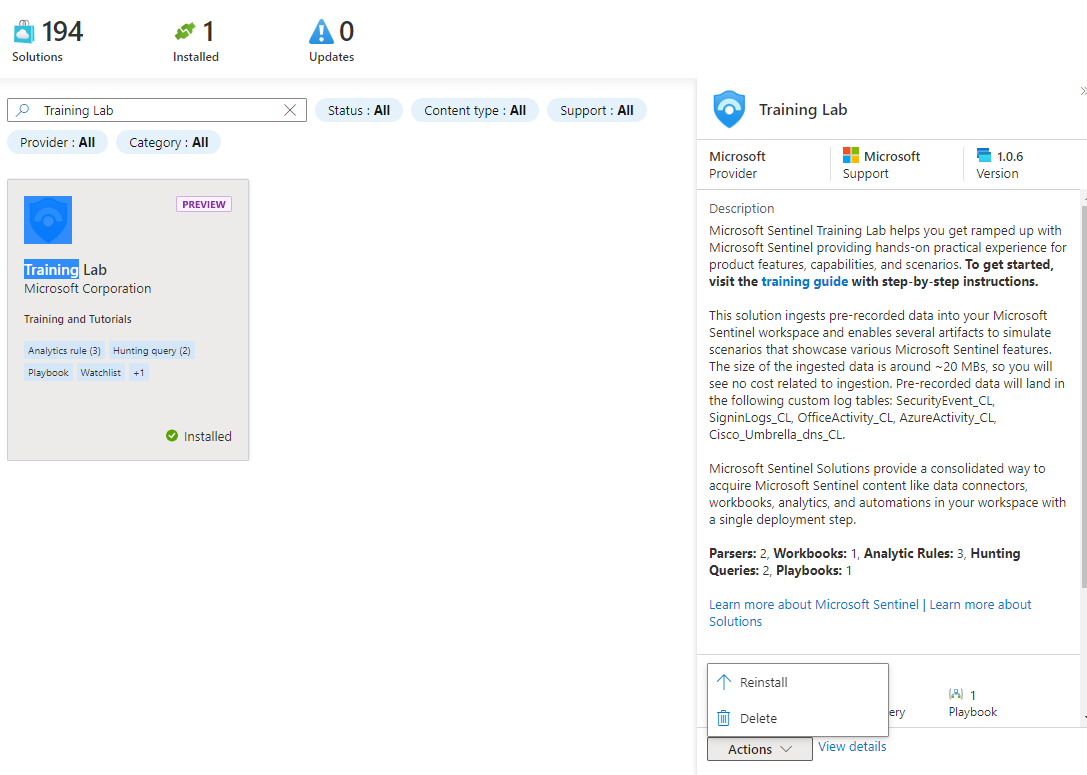 194
Solutions
1
Installed
0
Updates
Training Lab
Status : All
Content type : All
Support : All
Provider : All
Category : All
PREVIEW
Training Lab
Microsoft Corporation
Training and Tutorials
Analytics rule (3)
Hunting query (2)
Playbook
Watchlist
+1
Installed
Training Lab
Microsoft
Provider
Microsoft
Support
1.0.6
Version
Description
Microsoft Sentinel Training Lab helps you get ramped up with
Microsoft Sentinel providing hands-on practical experience for
product features, capabilities, and scenarios. To get started,
visit the training guide with step-by-step instructions.
This solution ingests pre-recorded data into your Microsoft
Sentinel workspace and enables several artifacts to simulate
scenarios that showcase various Microsoft Sentinel features.
The size of the ingested data is around ~20 MBs, so you will
see no cost related to ingestion. Pre-recorded data will land in
the following custom log tables: SecurityEvent_CL,
SigninLogs_CL, OfficeActivity_CL, AzureActivity_CL,
Cisco_Umbrella_dns_CL.
Microsoft Sentinel Solutions provide a consolidated way to
acquire Microsoft Sentinel content like data connectors,
workbooks, analytics, and automations in your workspace with
a single deployment step.
Parsers: 2, Workbooks: 1, Analytic Rules: 3, Hunting
Queries: 2, Playbooks: 1
Learn more about Microsoft Sentinel | Learn more about
Solutions
Reinstall
Delete
ery
1
Playbook
Actions
View details